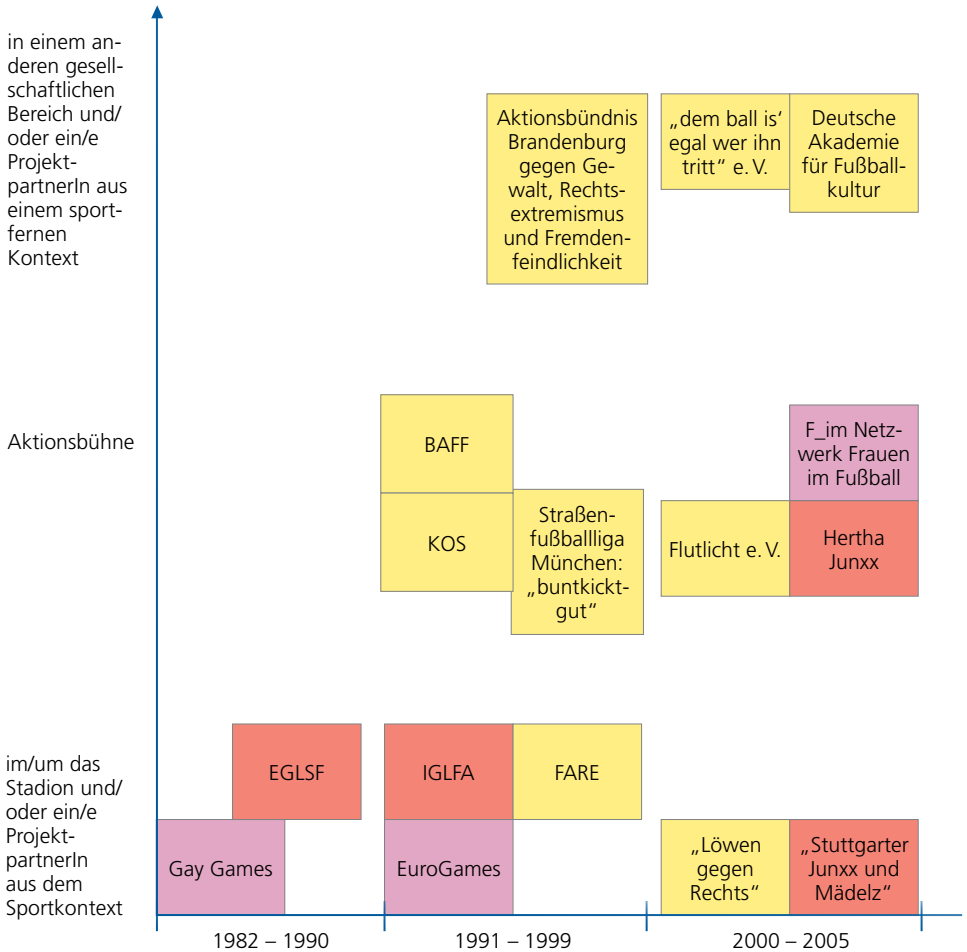 in einem an-
deren gesell-
schaftlichen
Bereich und/
oder ein/e
Projekt-
partnerIn aus
einem sport-
fernen
Kontext
Aktionsbündnis
Brandenburg
gegen Ge-
walt, Rechts-
extremismus
und Fremden-
feindlichkeit
„dem ball is’
egal wer ihn
tritt“ e. V.
Deutsche
Akademie
für Fußball-
kultur
Aktionsbühne
BAFF
KOS
Straßen-
fußballliga
München:
„buntkickt-
gut“
Flutlicht e. V.
F_im Netz-
werk Frauen
im Fußball
Hertha
Junxx
im/um das
Stadion und/
oder ein/e
Projekt-
partnerIn
aus dem
Sportkontext
EGLSF
Gay Games
IGLFA
EuroGames
FARE
„Löwen
gegen
Rechts“
„Stuttgarter
Junxx und
Mädelz“
1982 – 1990
1991 – 1999
2000 – 2005